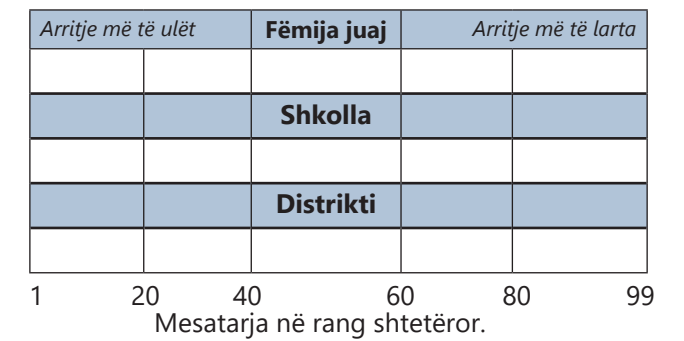 Arritje më të ulët Fëmija juaj Arritje më të larta
Shkolla
Distrikti
1 20 40 60 80 99
Mesatarja në rang shtetëror.